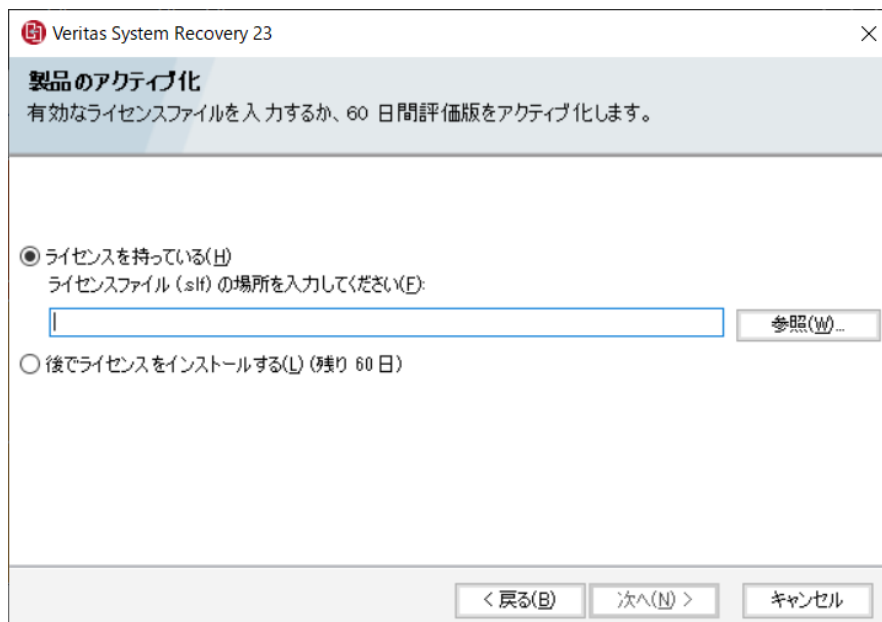 Veritas System Recovery 23
製品のアクティブ化
有効なライセンスファイルを入力するか、60 日間評価版をアクティブ化します。
ライセンスを持っている(H)
ライセンスファイル (.slf) の場所を入力してください(F):
参照(W)...
後でライセンスをインストールする(L) (残り 60 日)
< 戻る(B) 次へ(N) > キャンセル